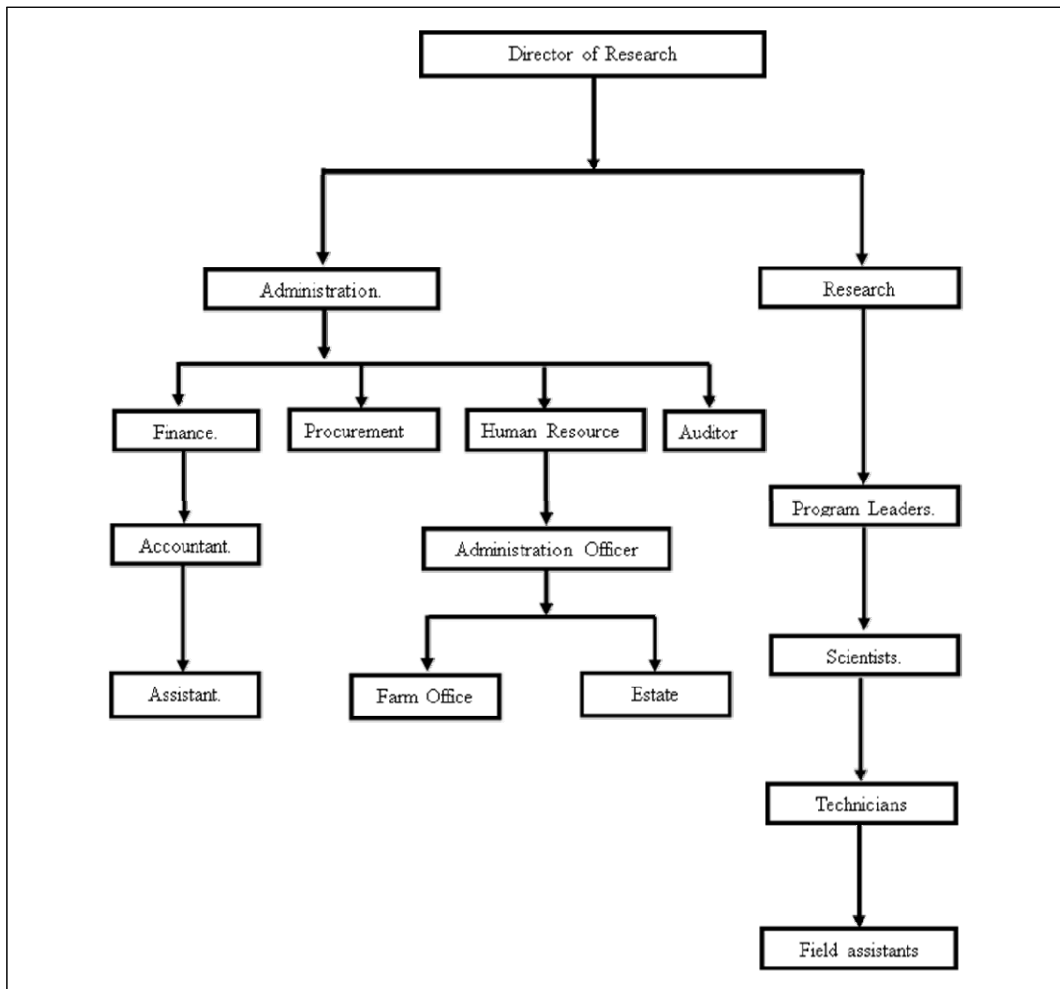 Director of Research
Administration.
Research
Finance.
Procurement
Human Resource
Auditor
Program Leaders.
Accountant.
Administration Officer
Scientists.
Assistant.
Farm Office
Estate
Technicians
Field assistants